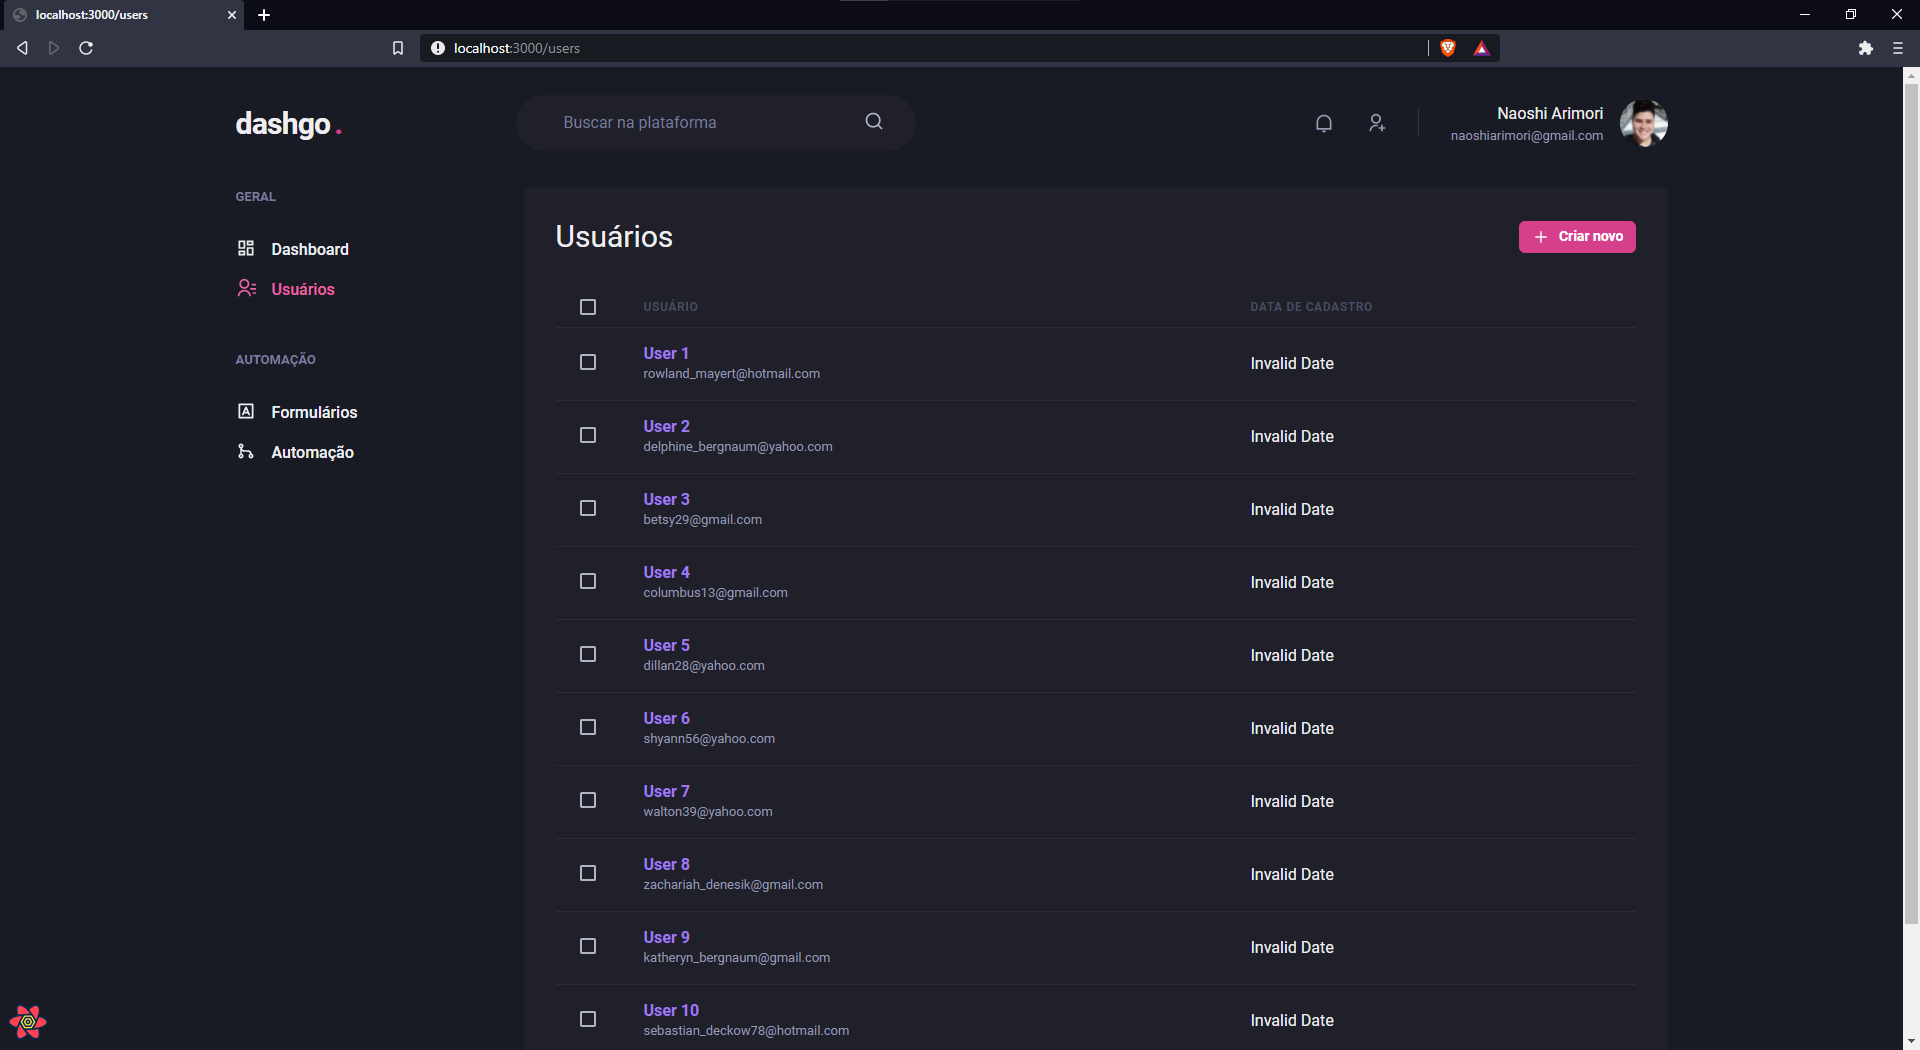 localhost:3000/users
localhost:3000/users
dashgo.
Buscar na plataforma
Naoshi Arimori
naoshiarimori@gmail.com
GERAL
Dashboard
Usuários
AUTOMAÇÃO
Formulários
Automação
Usuários
Criar novo
USUÁRIO
DATA DE CADASTRO
User 1
rowland_mayert@hotmail.com
Invalid Date
User 2
delphine_bergnaum@yahoo.com
Invalid Date
User 3
betsy29@gmail.com
Invalid Date
User 4
columbus13@gmail.com
Invalid Date
User 5
dillan28@yahoo.com
Invalid Date
User 6
shyann56@yahoo.com
Invalid Date
User 7
walton39@yahoo.com
Invalid Date
User 8
zachariah_denesik@gmail.com
Invalid Date
User 9
katheryn_bergnaum@gmail.com
Invalid Date
User 10
sebastian_deckow78@hotmail.com
Invalid Date